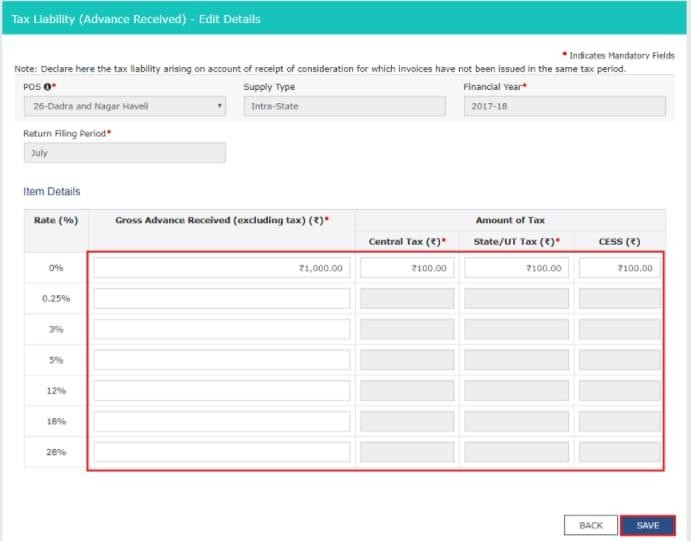 Tax Liability (Advance Received) - Edit Details
* Indicates Mandatory Fields
Note: Declare here the tax liability arising on account of receipt of consideration for which invoices have not been issued in the same tax period.
POS * Supply Type Financial Year*
26-Dadra and Nagar Haveli Intra-State 2017-18
Return Filing Period*
July
Item Details
Rate (%) Gross Advance Received (excluding tax) (₹)* Amount of Tax
Central Tax (₹)* State/UT Tax (₹)* CESS (₹)
0% ₹1,000.00 ₹100.00 ₹100.00 ₹100.00
0.25%
3%
5%
12%
18%
28%
BACK SAVE